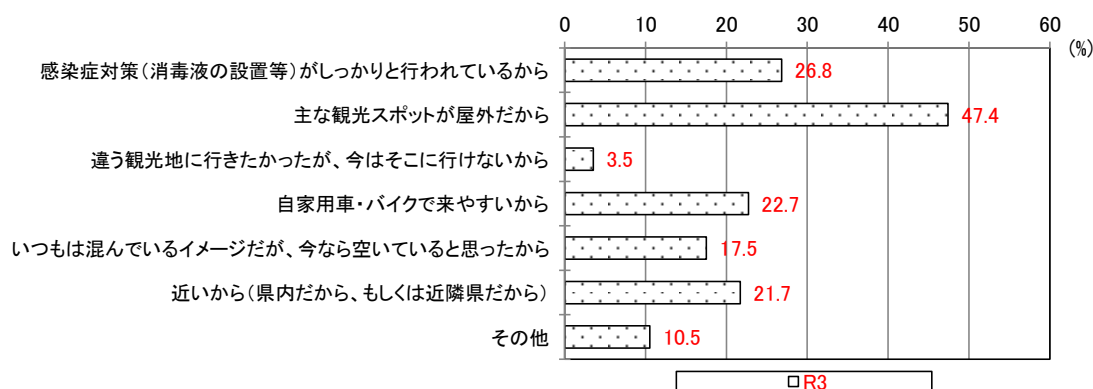 0 10 20 30 40 50 60
(%)
感染症対策（消毒液の設置等）がしっかりと行われているから 26.8
主な観光スポットが屋外だから 47.4
違う観光地に行きたかったが、今はそこに行けないから 3.5
自家用車・バイクで来やすいから 22.7
いつもは混んでいるイメージだが、今なら空いていると思ったから 17.5
近いから（県内だから、もしくは近隣県だから） 21.7
その他 10.5
R3